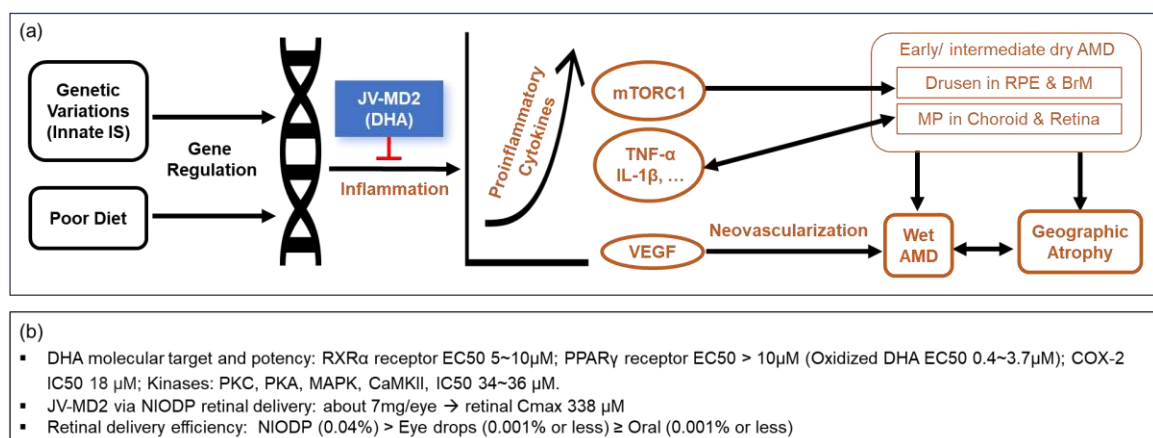 (a)
Genetic
Variations
(Innate IS)
Poor Diet
Gene
Regulation
JV-MD2
(DHA)
Inflammation
Proinflammatory
Cytokines
mTORC1
TNF-α
IL-1β, ...
VEGF
Neovascularization
Early/ intermediate dry AMD
Drusen in RPE & BrM
MP in Choroid & Retina
Wet
AMD
Geographic
Atrophy
(b)
▪ DHA molecular target and potency: RXRα receptor EC50 5~10μM; PPARγ receptor EC50 > 10μM (Oxidized DHA EC50 0.4~3.7μM); COX-2
IC50 18 μM; Kinases: PKC, PKA, MAPK, CaMKII, IC50 34~36 μM.
▪ JV-MD2 via NIODP retinal delivery: about 7mg/eye → retinal Cmax 338 μM
▪ Retinal delivery efficiency: NIODP (0.04%) > Eye drops (0.001% or less) ≥ Oral (0.001% or less)